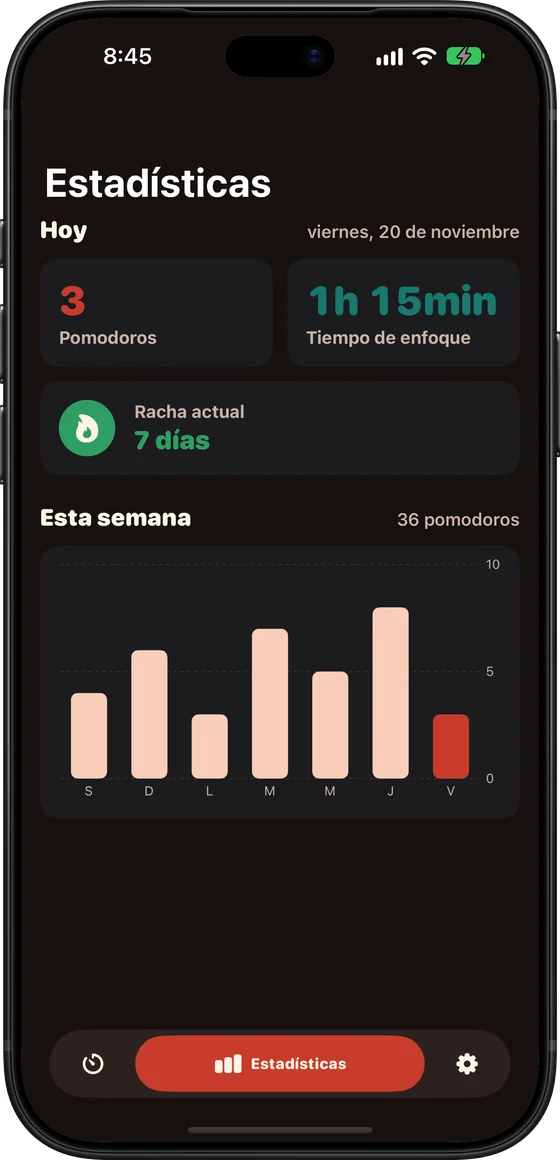 8:45
Estadísticas
Hoy
viernes, 20 de noviembre
3
Pomodoros
1h 15min
Tiempo de enfoque
Racha actual
7 días
Esta semana
36 pomodoros
10
5
0
S D L M M J V
Estadísticas